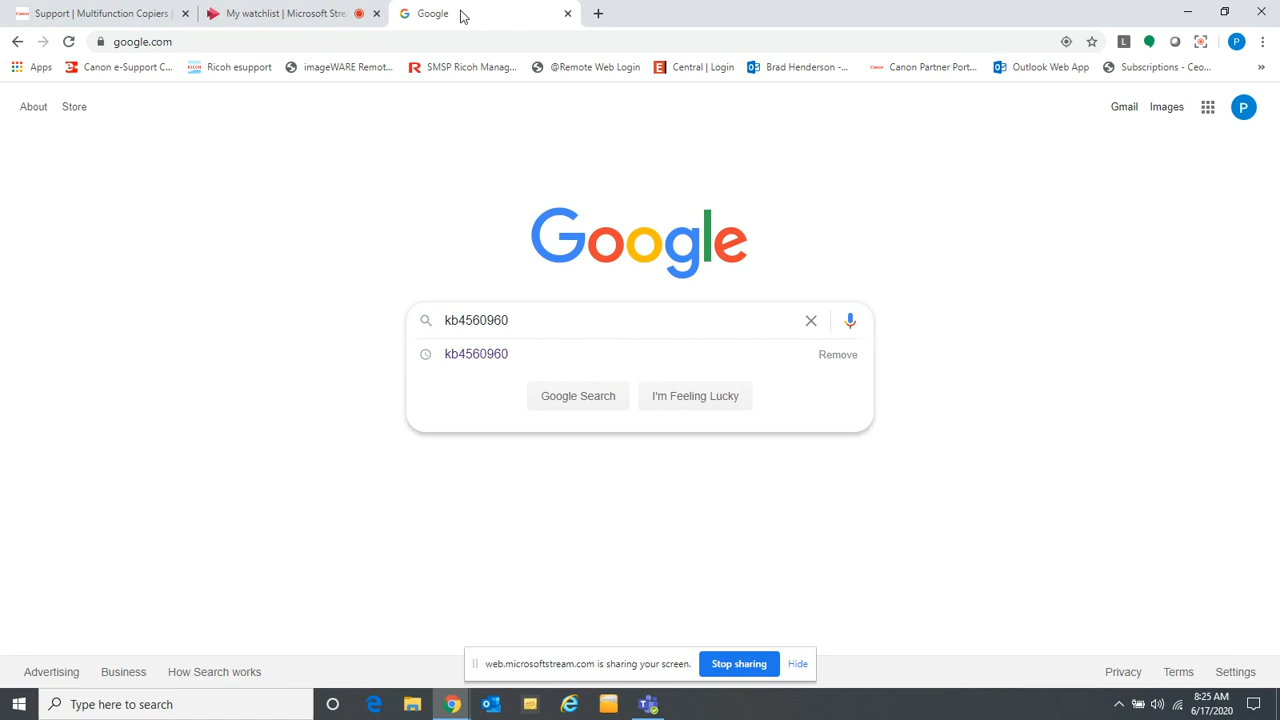 Support | Multifunction Copiers |
My watchlist | Microsoft Stre
Google
google.com
Apps
Canon e-Support C...
Ricoh esupport
imageWARE Remot...
SMSP Ricoh Manag...
@Remote Web Login
Central | Login
Brad Henderson -...
Canon Partner Port...
Outlook Web App
Subscriptions - Ceo...
»
About
Store
Gmail
Images
P
Google
kb4560960
kb4560960
Remove
Google Search
I'm Feeling Lucky
web.microsoftstream.com is sharing your screen.
Stop sharing
Hide
Advertising
Business
How Search works
Privacy
Terms
Settings
Type here to search
8:25 AM
6/17/2020